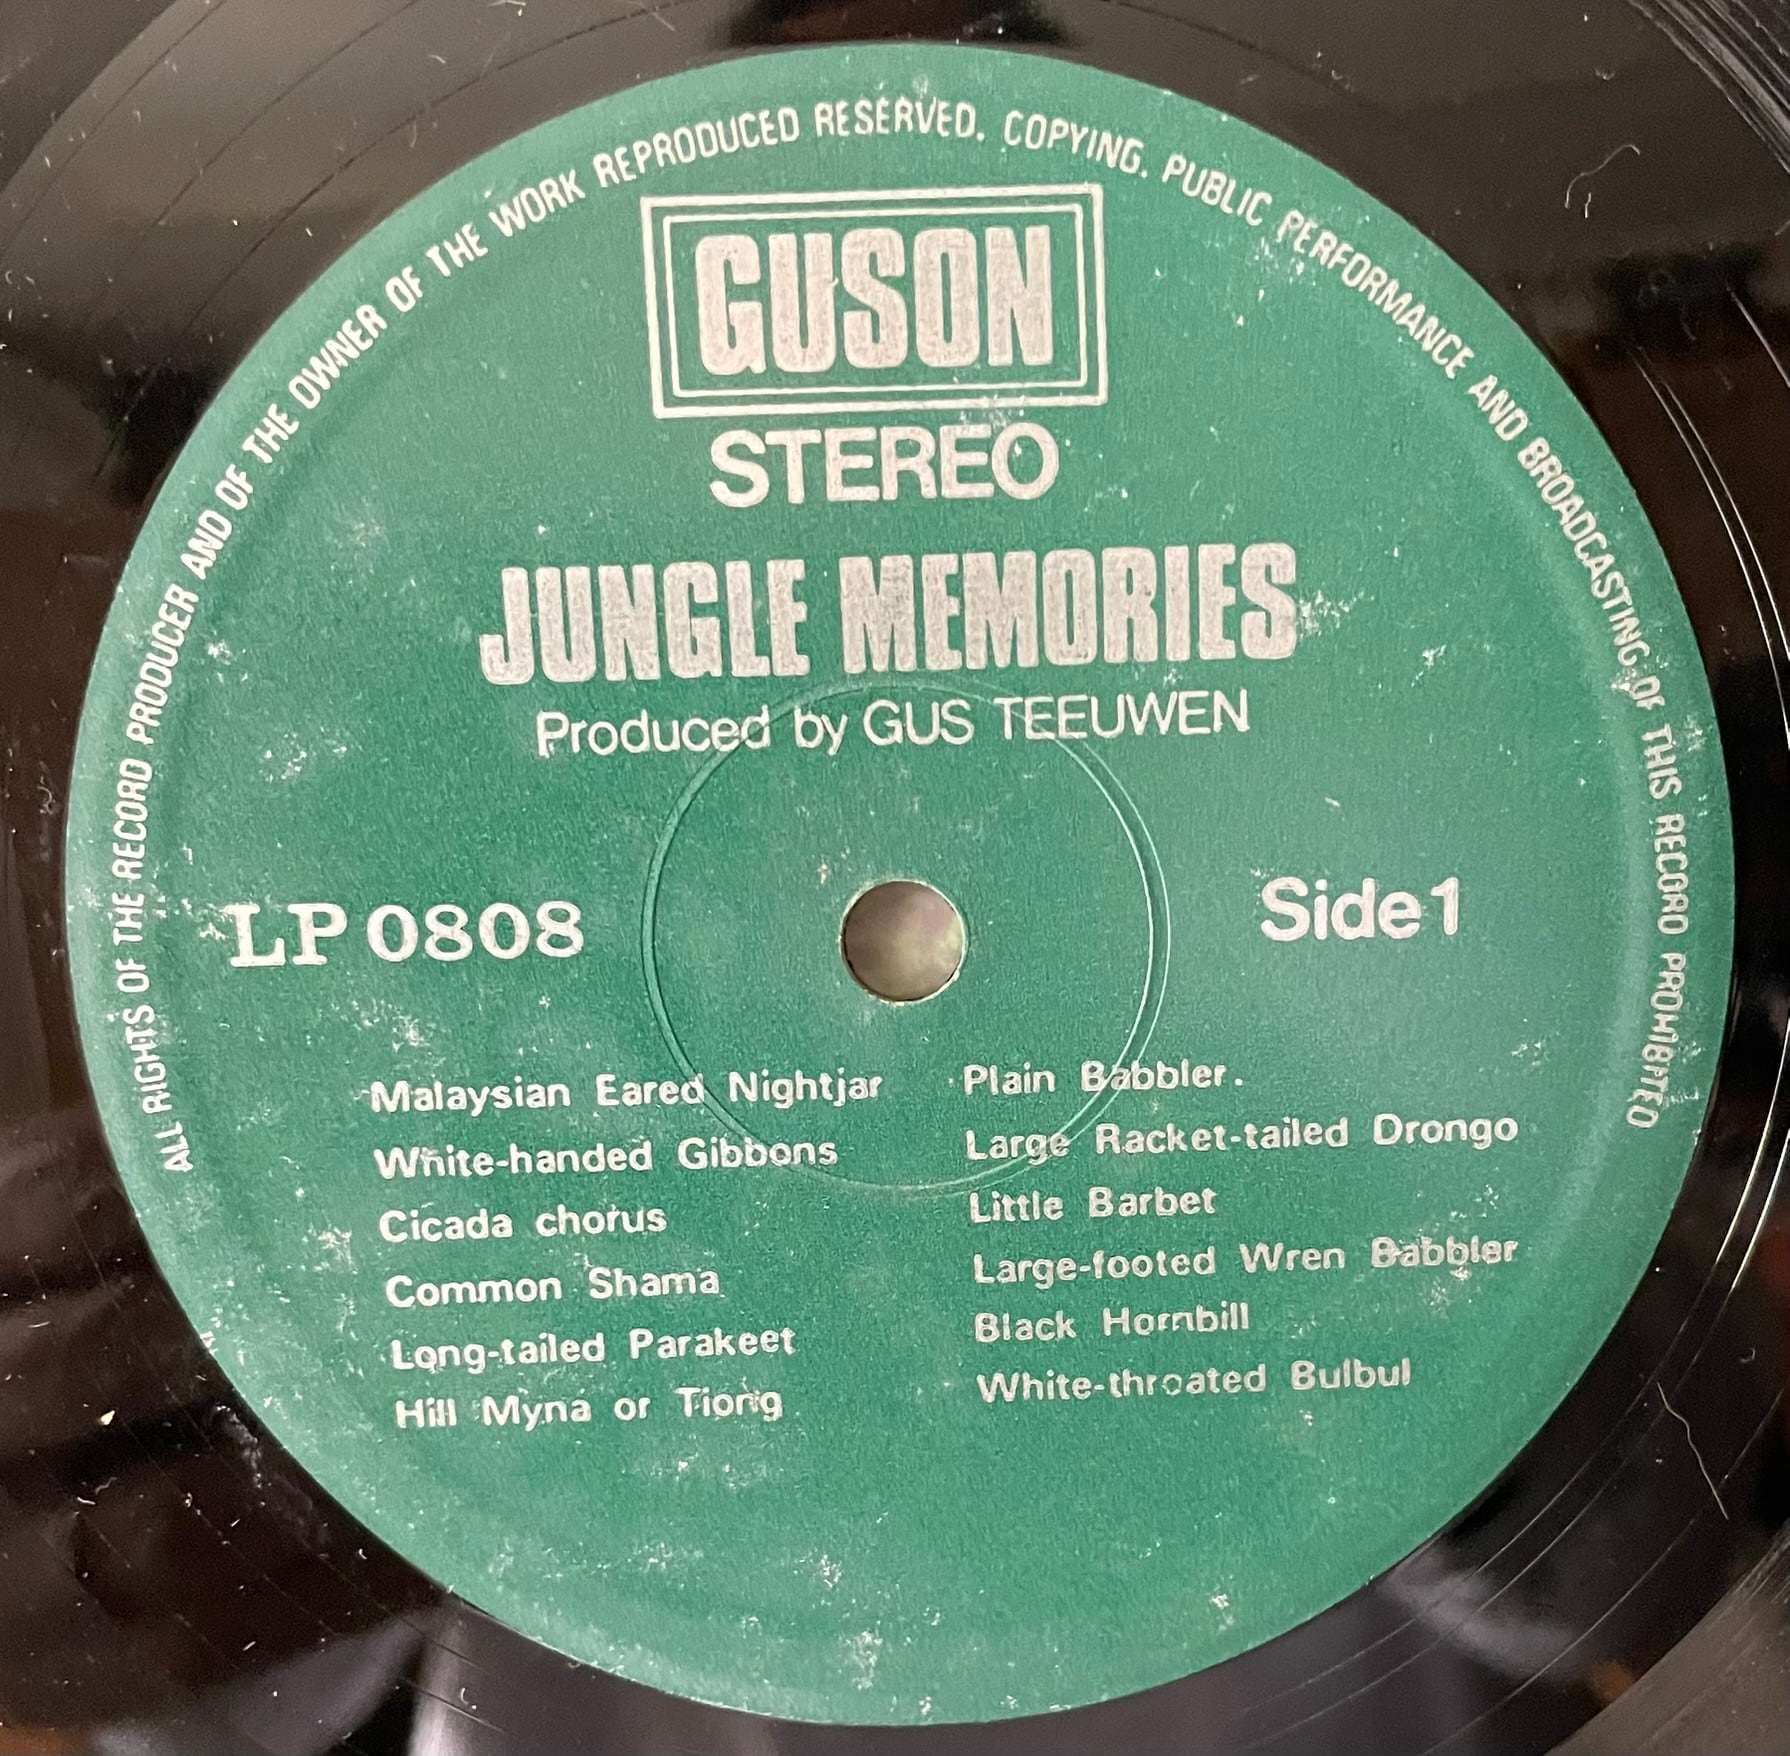 ALL RIGHTS OF THE RECORD PRODUCER AND OF THE OWNER OF THE WORK REPRODUCED RESERVED. COPYING. PUBLIC PERFORMANCE AND BROADCASTING OF THIS RECORD PROHIBITED
GUSON
STEREO
JUNGLE MEMORIES
Produced by GUS TEEUWEN
LP 0808
Side 1
Malaysian Eared Nightjar
White-handed Gibbons
Cicada chorus
Common Shama
Long-tailed Parakeet
Hill Myna or Tiong
Plain Babbler.
Large Racket-tailed Drongo
Little Barbet
Large-footed Wren Babbler
Black Hornbill
White-throated Bulbul